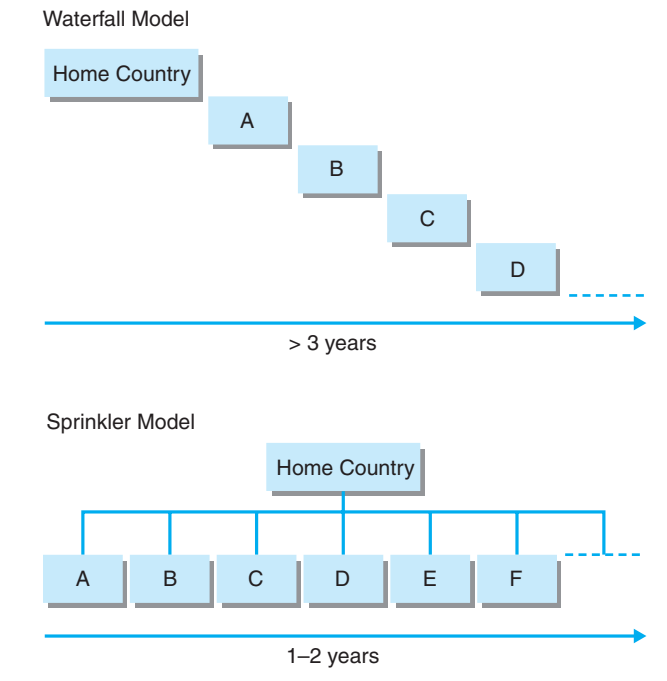 Waterfall Model
Home Country
A
B
C
D
> 3 years
Sprinkler Model
Home Country
A B C D E F
1–2 years